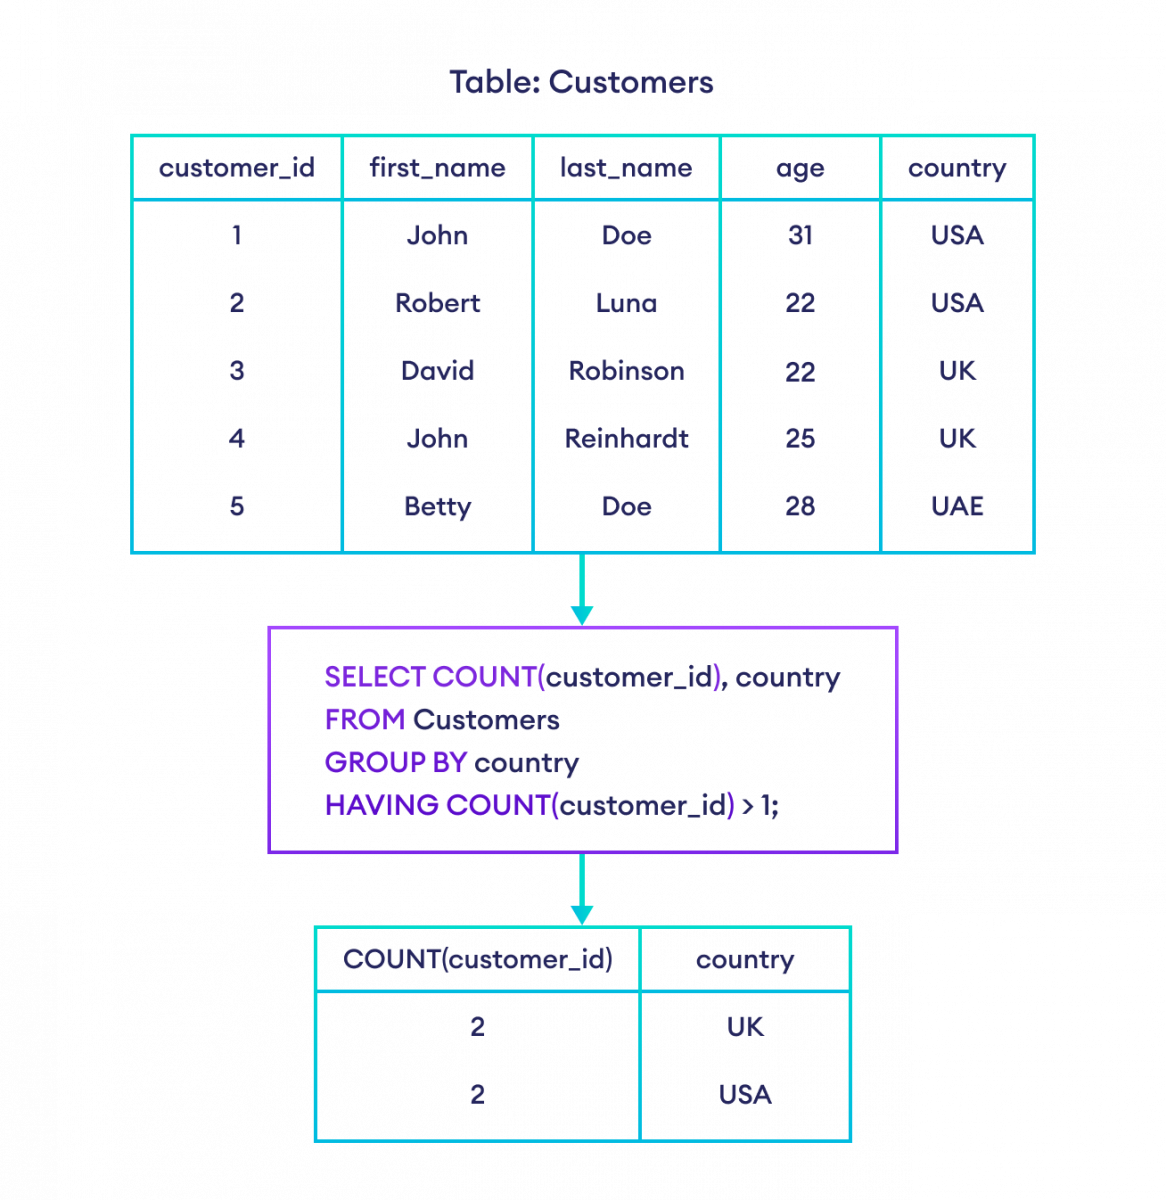 Table: Customers
customer_id first_name last_name age country
1 John Doe 31 USA
2 Robert Luna 22 USA
3 David Robinson 22 UK
4 John Reinhardt 25 UK
5 Betty Doe 28 UAE
SELECT COUNT(customer_id), country
FROM Customers
GROUP BY country
HAVING COUNT(customer_id) > 1;
COUNT(customer_id) country
2 UK
2 USA